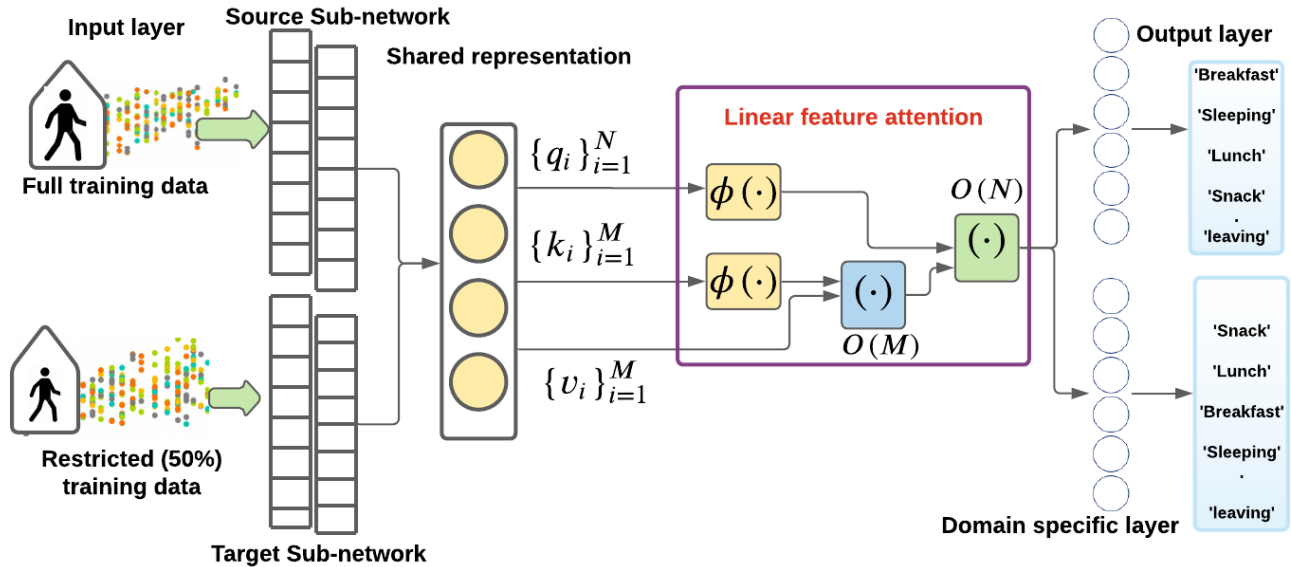 Input layer
Source Sub-network
Shared representation
Full training data
Restricted (50%)
training data
Target Sub-network
{q_i}_{i=1}^N
{k_i}_{i=1}^M
{v_i}_{i=1}^M
Linear feature attention
ϕ(·)
ϕ(·)
(·)
O(M)
O(N)
(·)
Output layer
'Breakfast'
'Sleeping'
'Lunch'
'Snack'
.
'leaving'
'Snack'
'Lunch'
'Breakfast'
'Sleeping'
.
'leaving'
Domain specific layer